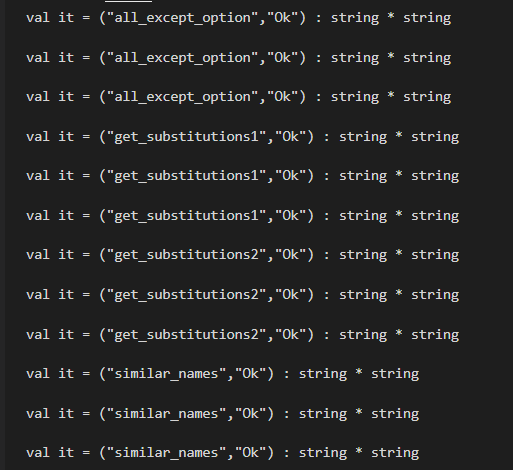 val it = ("all_except_option","Ok") : string * string
val it = ("all_except_option","Ok") : string * string
val it = ("all_except_option","Ok") : string * string
val it = ("get_substitutions1","Ok") : string * string
val it = ("get_substitutions1","Ok") : string * string
val it = ("get_substitutions1","Ok") : string * string
val it = ("get_substitutions2","Ok") : string * string
val it = ("get_substitutions2","Ok") : string * string
val it = ("get_substitutions2","Ok") : string * string
val it = ("similar_names","Ok") : string * string
val it = ("similar_names","Ok") : string * string
val it = ("similar_names","Ok") : string * string